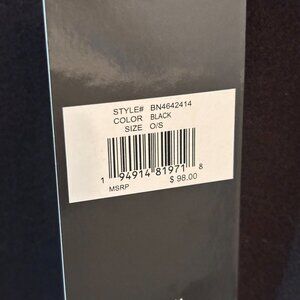 STYLE# BN4642414
COLOR BLACK
SIZE O/S
1 94914 81971 8
MSRP $ 98.00